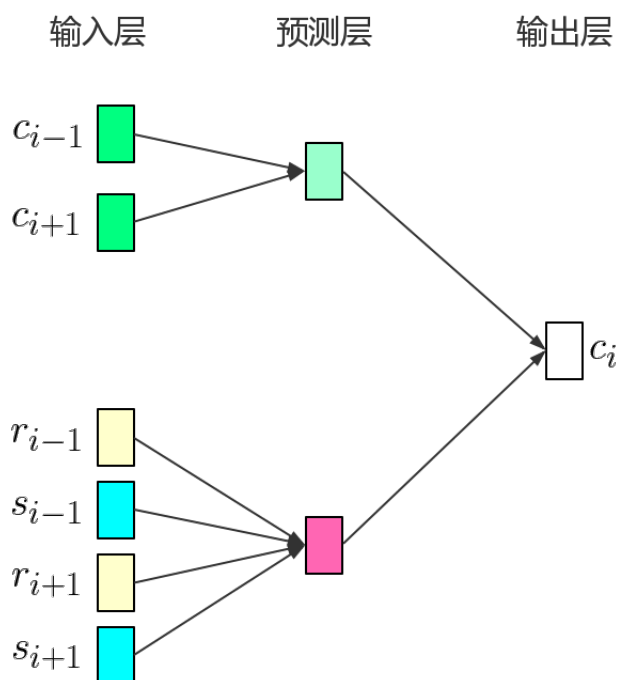 输入层 预测层 输出层
c_{i-1}
c_{i+1}
c_i
r_{i-1}
s_{i-1}
r_{i+1}
s_{i+1}